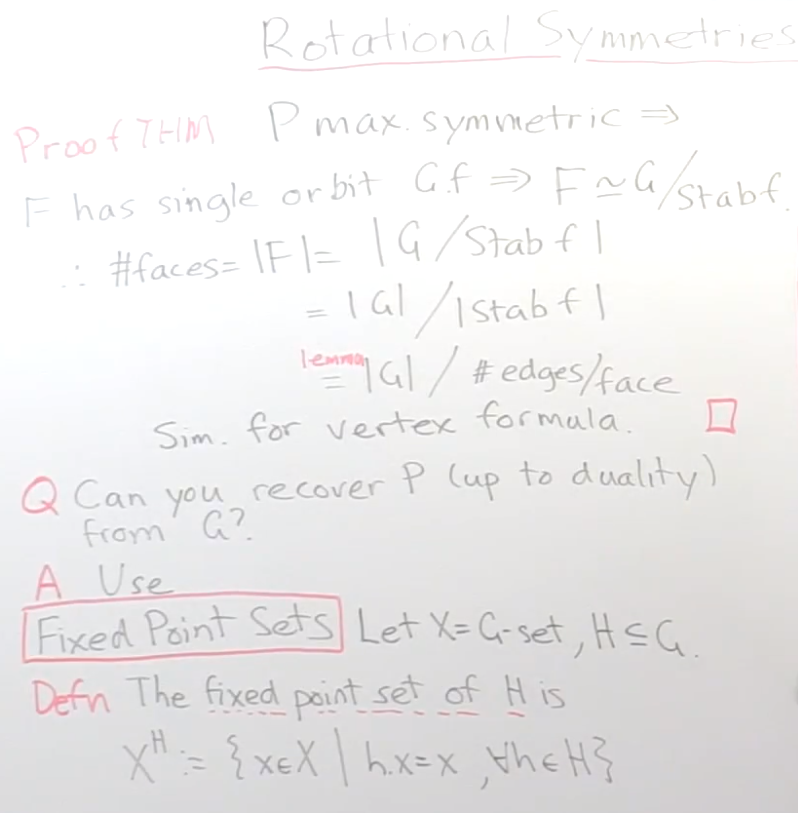 Rotational Symmetries
Proof THM P max. symmetric ⇒
F has single orbit G.f ⇒ F ≃ G/Stab f.
∴ #faces = |F| = |G/Stab f|
= |G|/|Stab f|
lemma
= |G| / #edges/face
Sim. for vertex formula. □
Q Can you recover P (up to duality)
from G?
A Use
Fixed Point Sets Let X = G-set, H ≤ G.
Defn The fixed point set of H is
X^H := {x∈X | h.x=x, ∀h∈H}